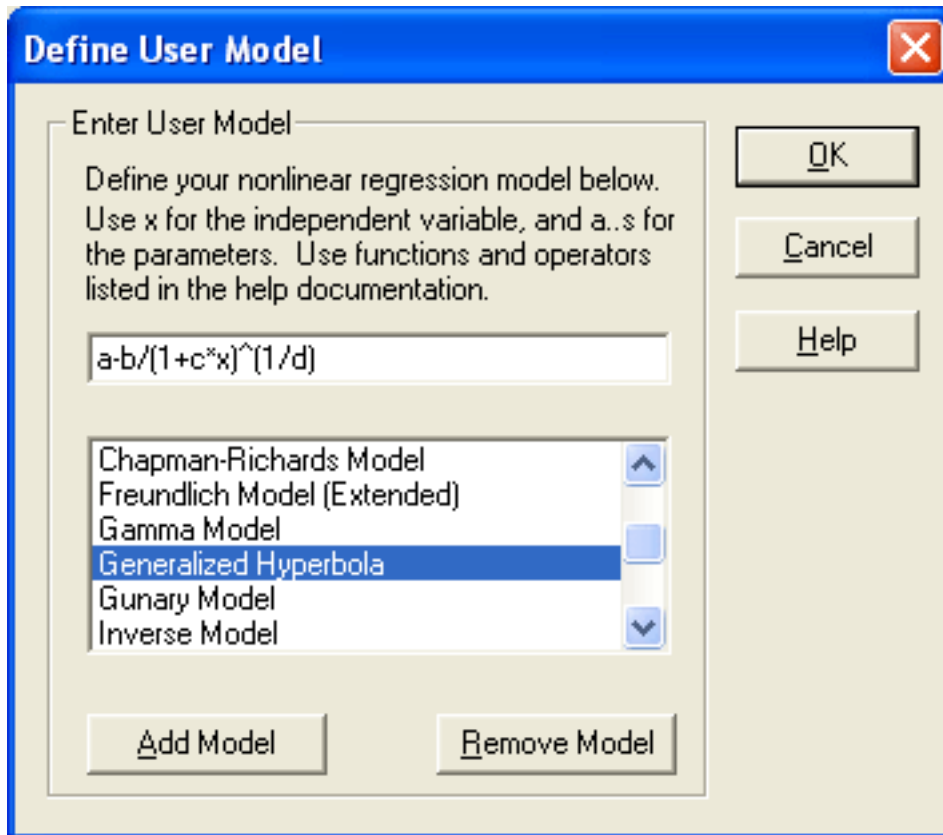 Define User Model
Enter User Model
Define your nonlinear regression model below.
Use x for the independent variable, and a..s for
the parameters. Use functions and operators
listed in the help documentation.
a-b/(1+c*x)^(1/d)
Chapman-Richards Model
Freundlich Model (Extended)
Gamma Model
Generalized Hyperbola
Gunary Model
Inverse Model
Add Model
Remove Model
OK
Cancel
Help